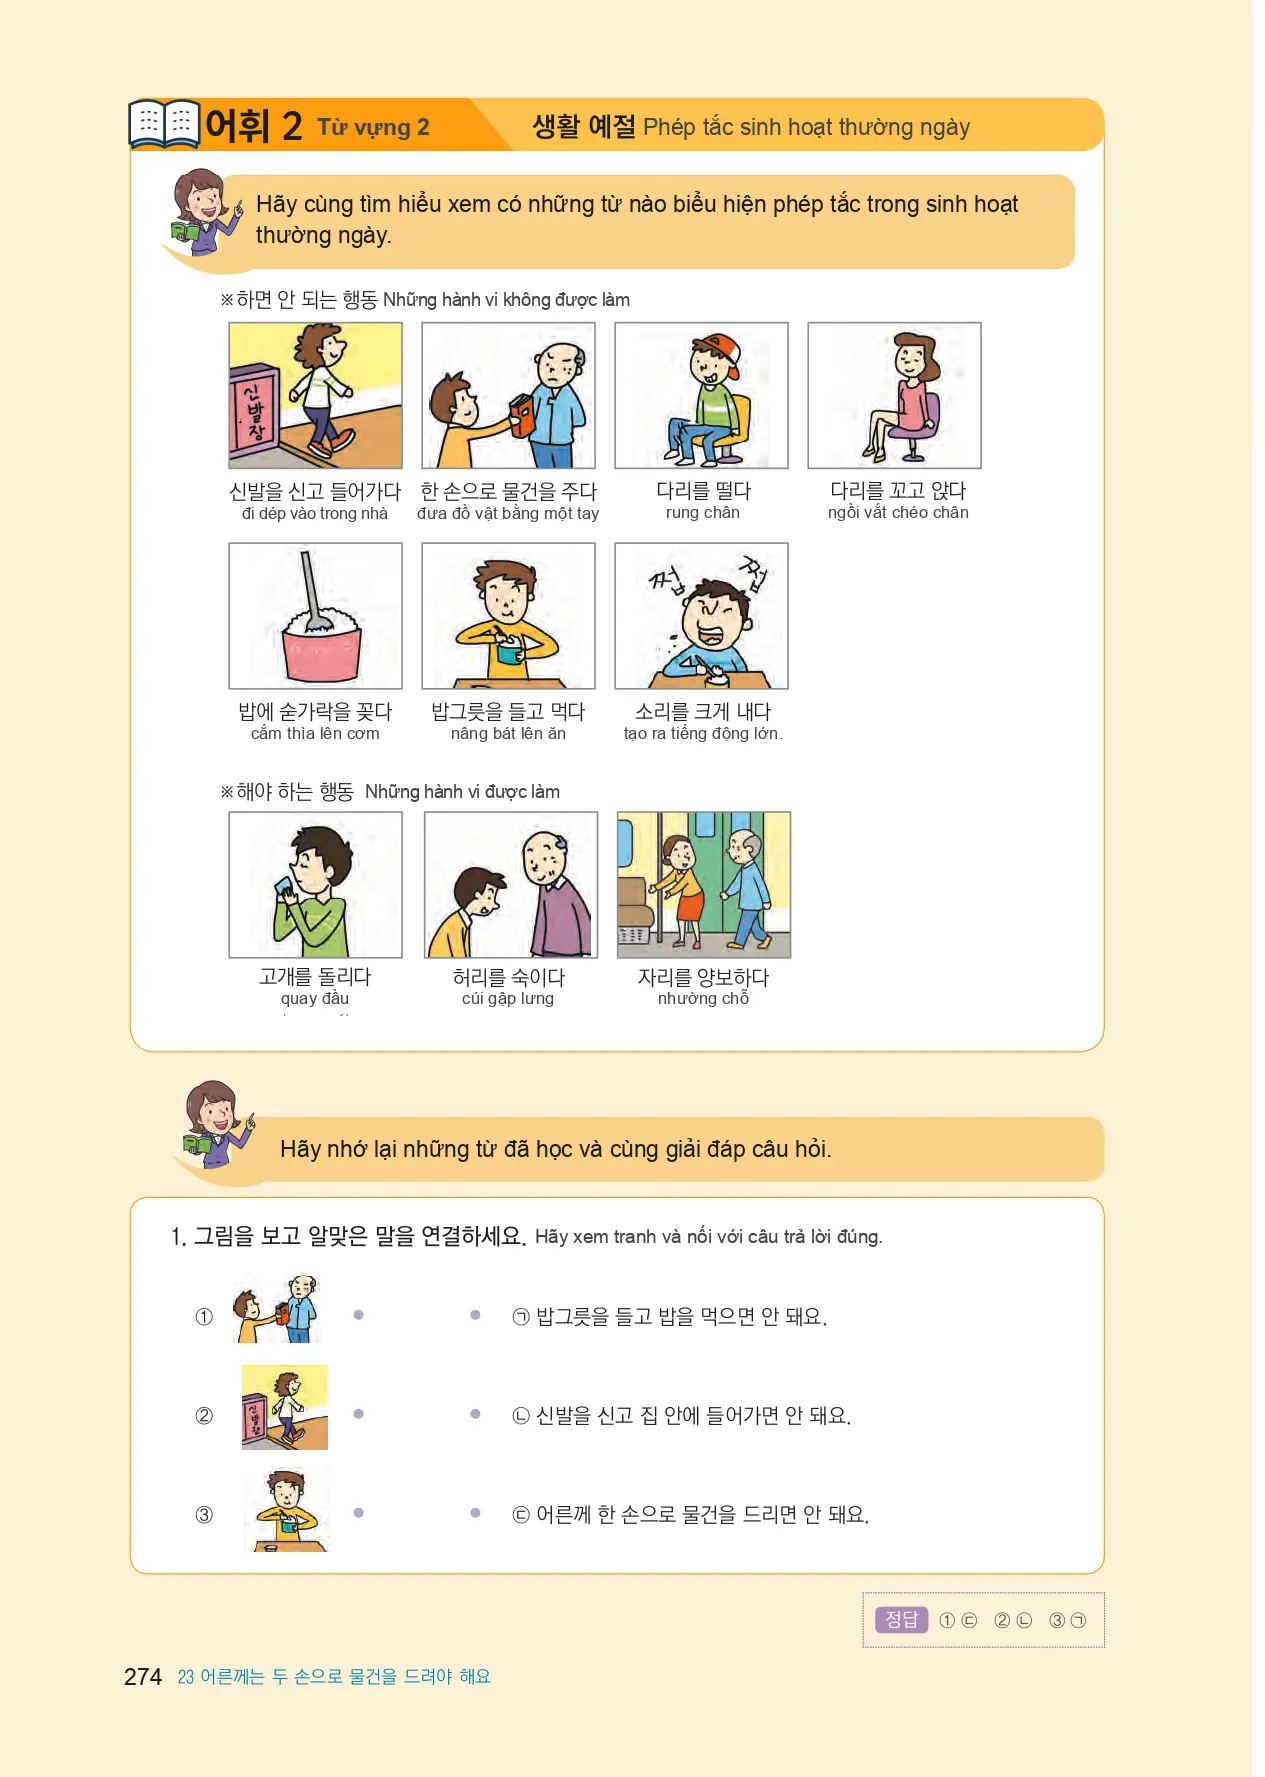 어휘 2 Từ vựng 2 생활 예절 Phép tắc sinh hoạt thường ngày
Hãy cùng tìm hiểu xem có những từ nào biểu hiện phép tắc trong sinh hoạt
thường ngày.
※하면 안 되는 행동 Những hành vi không được làm
신발장
신발을 신고 들어가다 한 손으로 물건을 주다 다리를 떨다 다리를 꼬고 앉다
đi dép vào trong nhà đưa đồ vật bằng một tay rung chân ngồi vắt chéo chân
쩝 쩝
밥에 숟가락을 꽂다 밥그릇을 들고 먹다 소리를 크게 내다
cắm thìa lên cơm nâng bát lên ăn tạo ra tiếng động lớn.
※해야 하는 행동 Những hành vi được làm
고개를 돌리다 허리를 숙이다 자리를 양보하다
quay đầu cúi gập lưng nhường chỗ
Hãy nhớ lại những từ đã học và cùng giải đáp câu hỏi.
1. 그림을 보고 알맞은 말을 연결하세요. Hãy xem tranh và nối với câu trả lời đúng.
① ㉠ 밥그릇을 들고 밥을 먹으면 안 돼요.
② 신발장 ㉡ 신발을 신고 집 안에 들어가면 안 돼요.
③ ㉢ 어른께 한 손으로 물건을 드리면 안 돼요.
정답 ① ㉢ ② ㉡ ③ ㉠
274 23 어른께는 두 손으로 물건을 드려야 해요